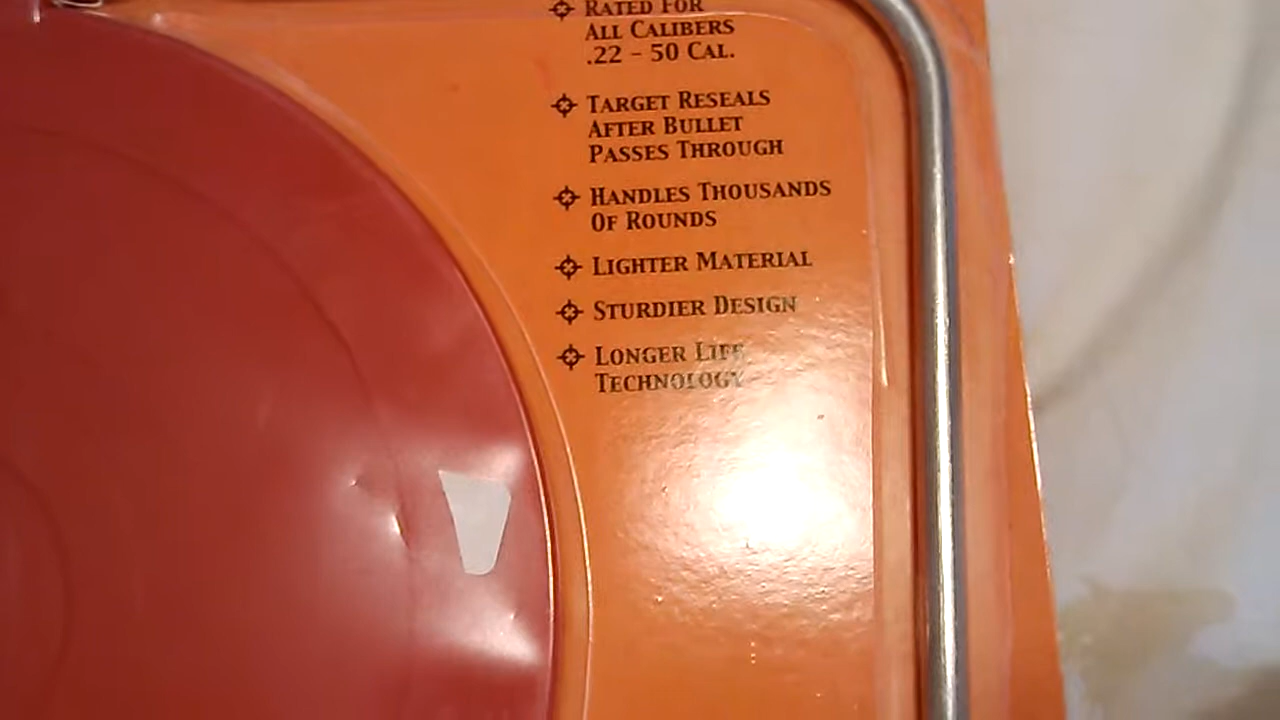 RATED FOR
ALL CALIBERS
.22 – 50 CAL.
TARGET RESEALS
AFTER BULLET
PASSES THROUGH
HANDLES THOUSANDS
OF ROUNDS
LIGHTER MATERIAL
STURDIER DESIGN
LONGER LIFE
TECHNOLOGY